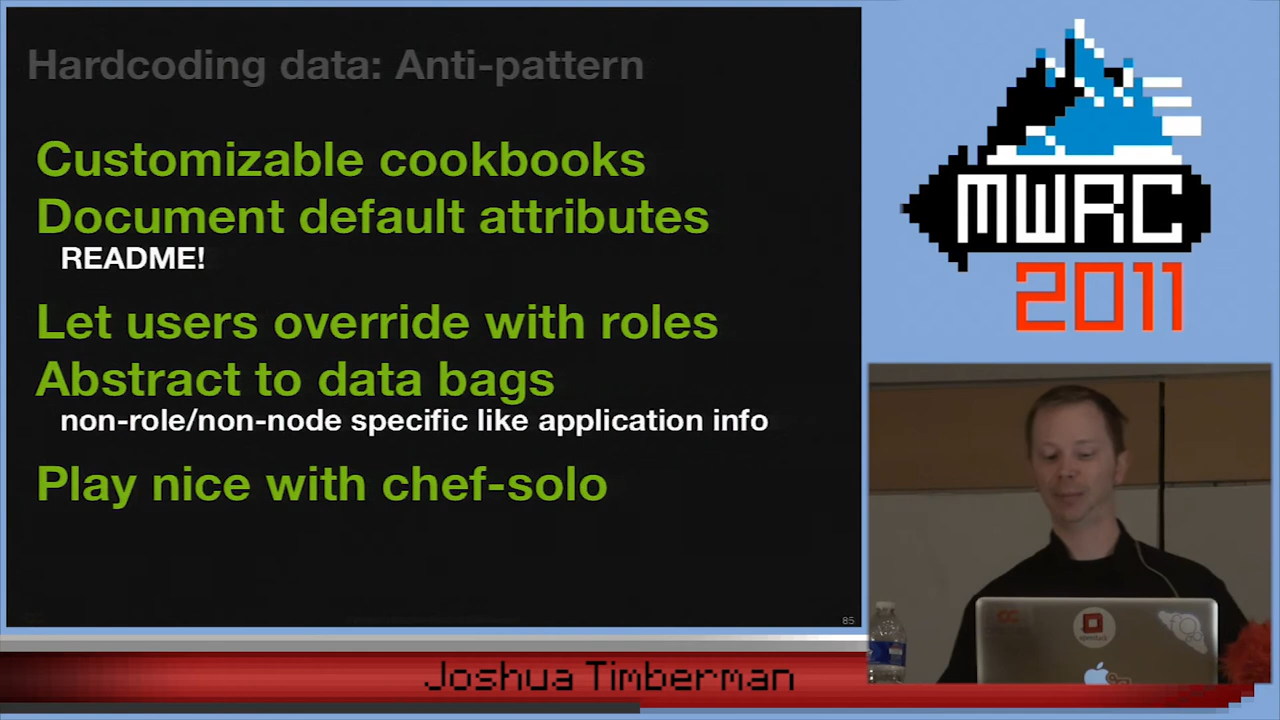 Hardcoding data: Anti-pattern
Customizable cookbooks
Document default attributes
README!
Let users override with roles
Abstract to data bags
non-role/non-node specific like application info
Play nice with chef-solo
85
MWRC
2011
openstack
Joshua Timberman